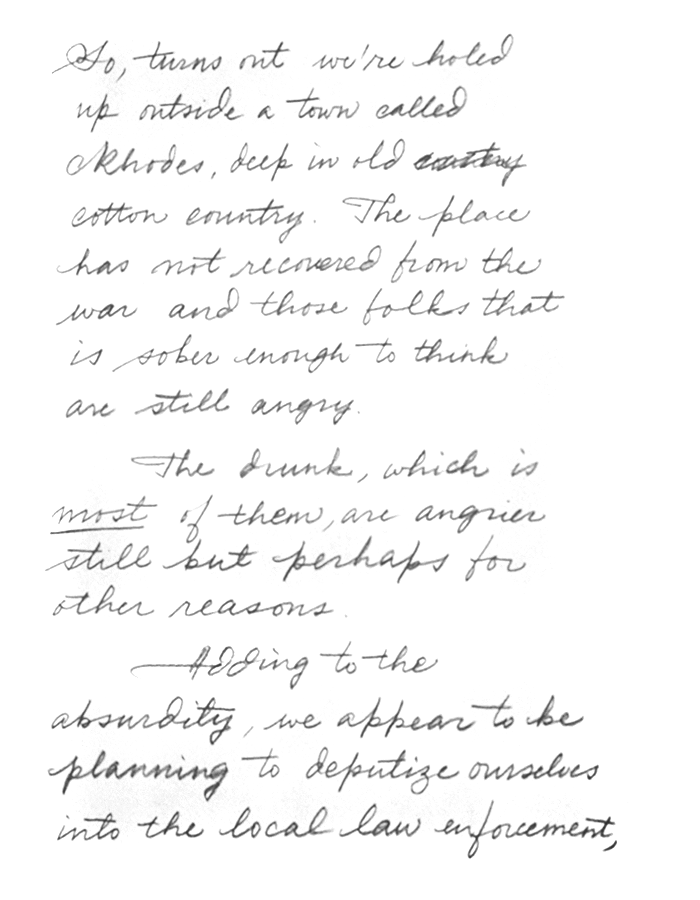 So, turns out we're holed
up outside a town called
Rhodes, deep in old country
cotton country. The place
has not recovered from the
war and those folks that
is sober enough to think
are still angry.
The drunk, which is
most of them, are angrier
still but perhaps for
other reasons.
Adding to the
absurdity, we appear to be
planning to deputize ourselves
into the local law enforcement,